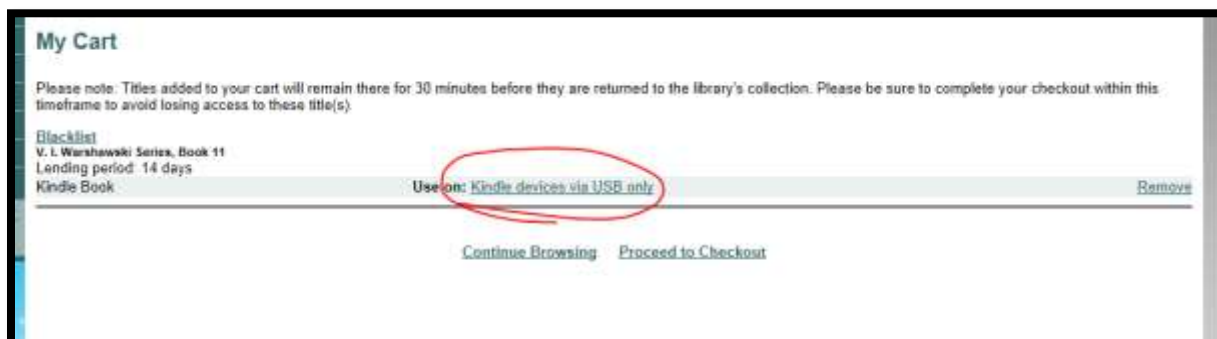 My Cart
Please note: Titles added to your cart will remain there for 30 minutes before they are returned to the library's collection. Please be sure to complete your checkout within this
timeframe to avoid losing access to these title(s).
Blacklist
V. I. Warshawski Series, Book 11
Lending period: 14 days
Kindle Book Use on: Kindle devices via USB only Remove
Continue Browsing Proceed to Checkout